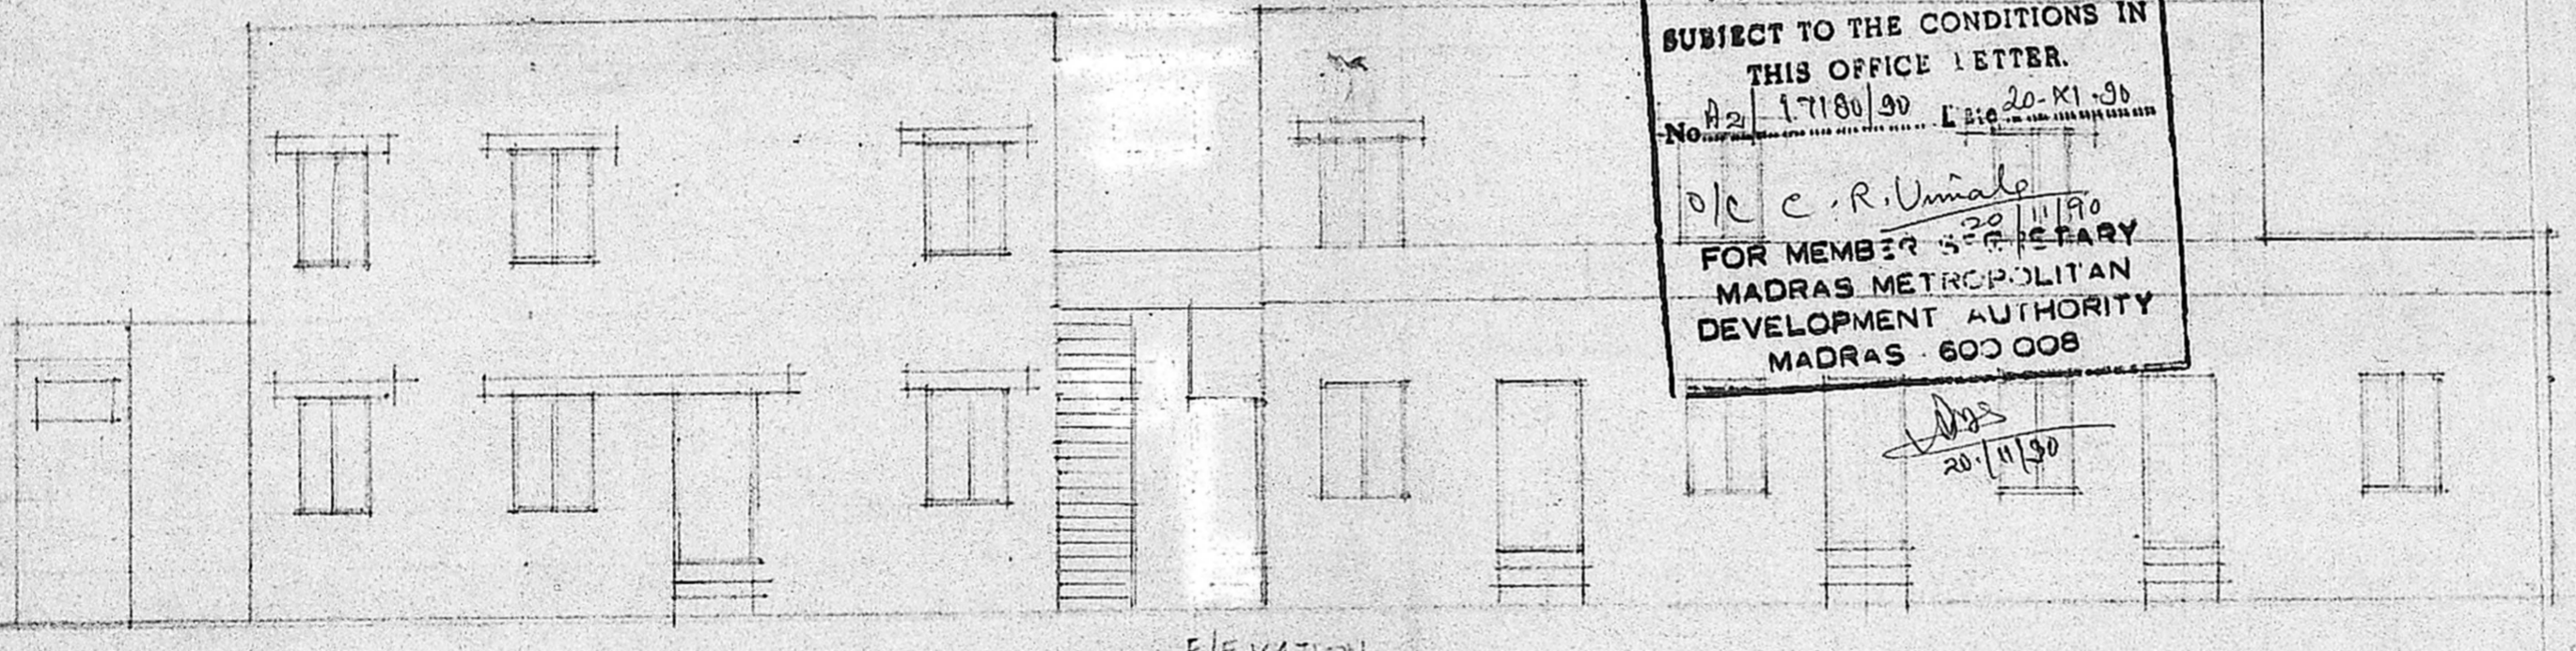 SUBJECT TO THE CONDITIONS IN
THIS OFFICE LETTER.
No A2/17180/90 20-XI-90
O/C C.R. Umale
20/11/90
FOR MEMBER SECRETARY
MADRAS METROPOLITAN
DEVELOPMENT AUTHORITY
MADRAS 600 008
20/11/90
ELEVATION